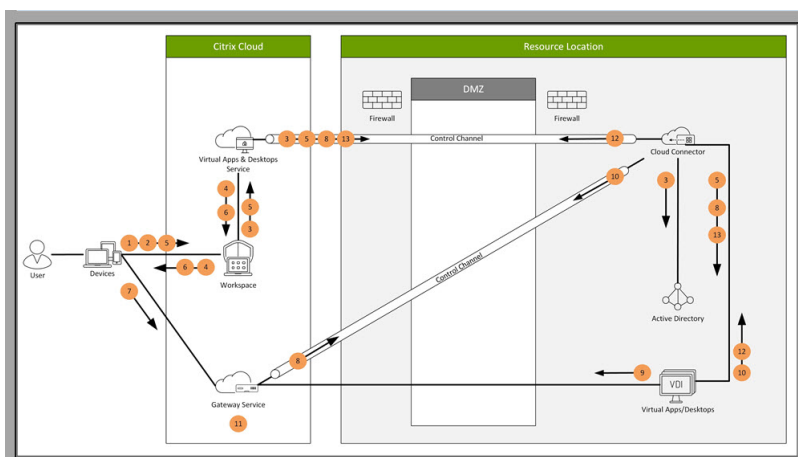 Citrix Cloud
Resource Location
DMZ
Firewall
Firewall
3 5 8 13
Control Channel
12
Virtual Apps & Desktops
Service
Cloud Connector
4
6
5
3
10
3
5
8
13
1 2 5
User
Devices
6 4
Workspace
Control Channel
7
Active Directory
8
12
10
9
VDI
Gateway Service
Virtual Apps/Desktops
11